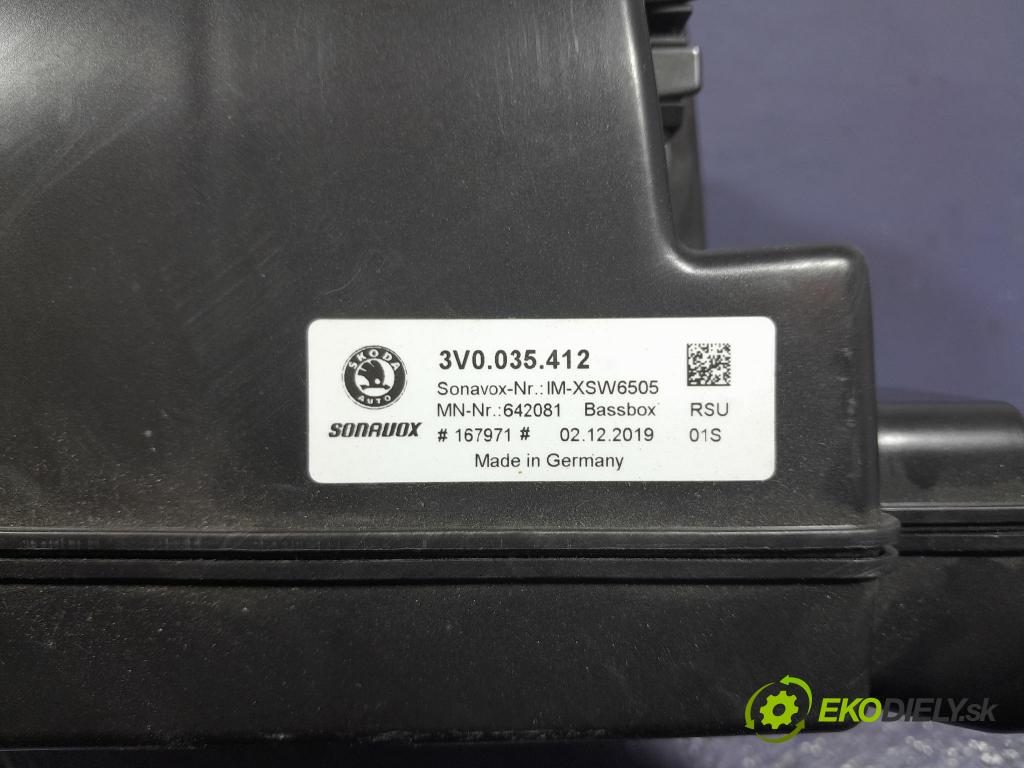 SKODA
AUTO
SONAVOX
3V0.035.412
Sonavox-Nr.:IM-XSW6505
MN-Nr.:642081 Bassbox RSU
# 167971 # 02.12.2019 01S
Made in Germany
EKODIELY.sk